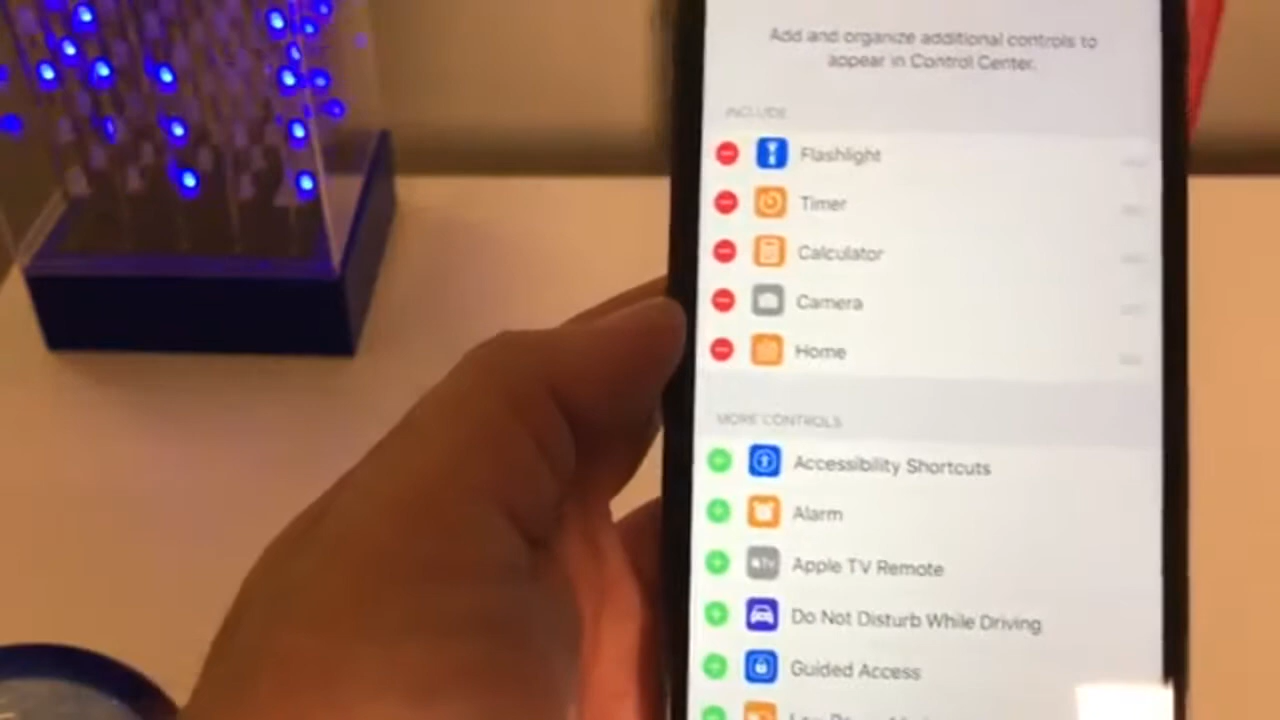 Add and organize additional controls to
appear in Control Center.
INCLUDE
Flashlight
Timer
Calculator
Camera
Home
MORE CONTROLS
Accessibility Shortcuts
Alarm
Apple TV Remote
Do Not Disturb While Driving
Guided Access